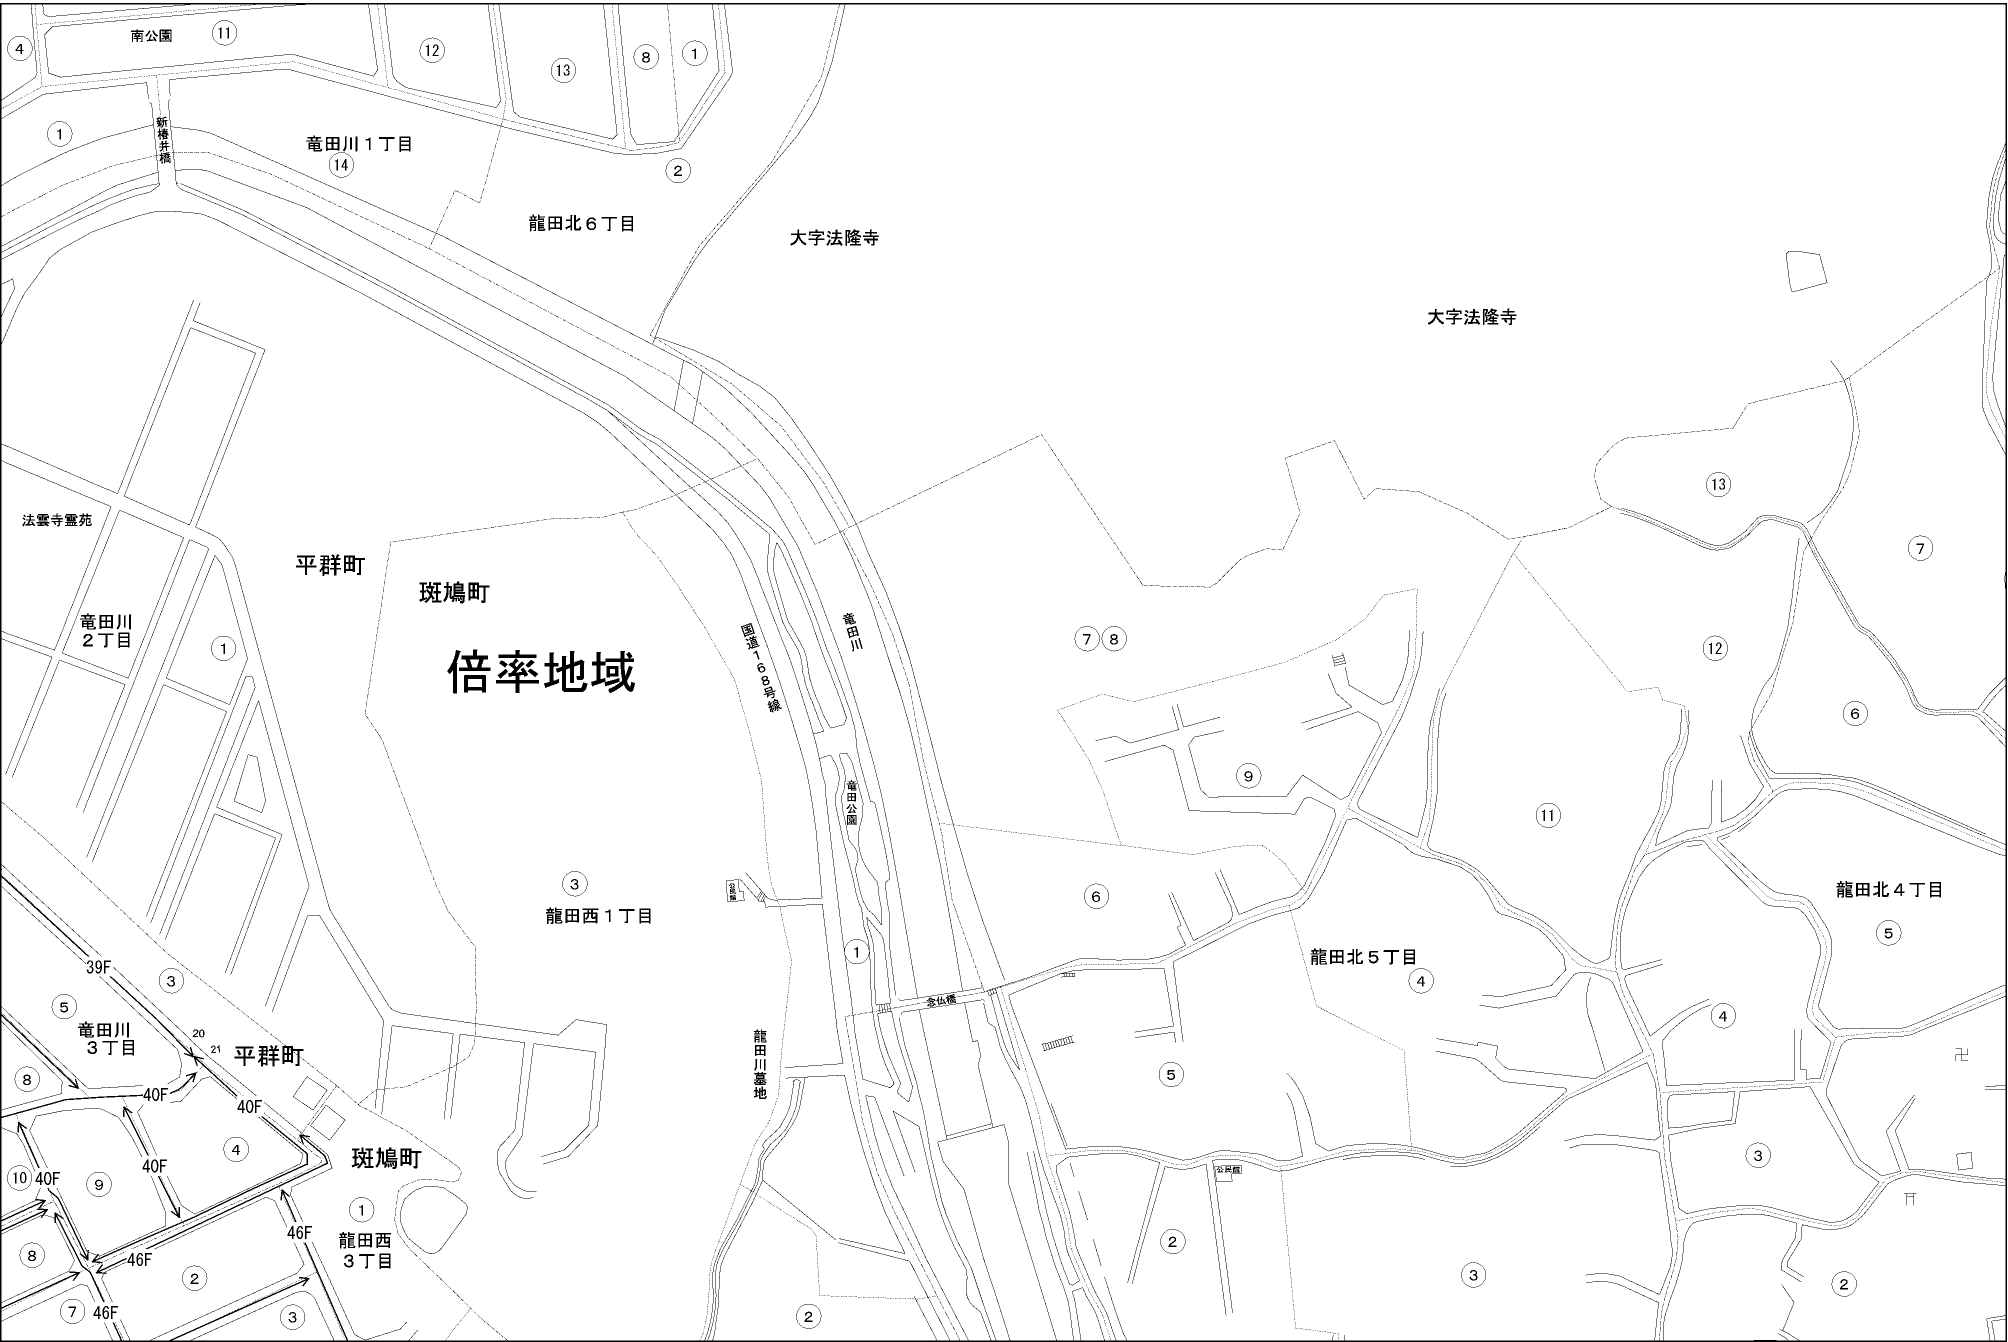 ④
南公園
⑪
⑫
⑬
⑧
①
①
新椿井橋
竜田川１丁目
⑭
②
龍田北６丁目
大字法隆寺
大字法隆寺
⑬
⑦
法雲寺霊苑
平群町
斑鳩町
倍率地域
竜田川
２丁目
①
国道１６８号線
竜田川
⑦⑧
⑫
⑥
⑨
⑪
竜田公園
③
龍田西１丁目
公民館
①
⑥
龍田北４丁目
⑤
龍田北５丁目
④
39F
③
⑤
竜田川
３丁目
20
21
平群町
念仏橋
④
卍
⑧
40F
40F
龍田川墓地
⑤
④
40F
⑩
40F
⑨
斑鳩町
公民館
③
①
龍田西
３丁目
46F
46F
⑧
②
②
③
②
⑦
46F
③
②